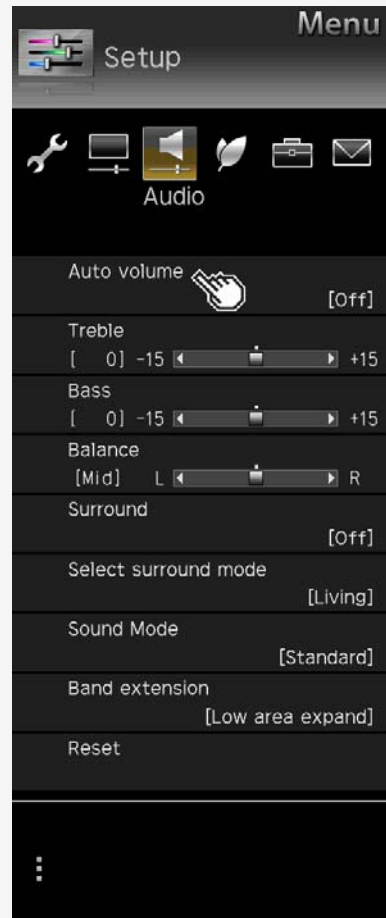 Menu
Setup
Audio
Auto volume
[Off]
Treble
[ 0] -15 +15
Bass
[ 0] -15 +15
Balance
[Mid] L R
Surround
[Off]
Select surround mode
[Living]
Sound Mode
[Standard]
Band extension
[Low area expand]
Reset